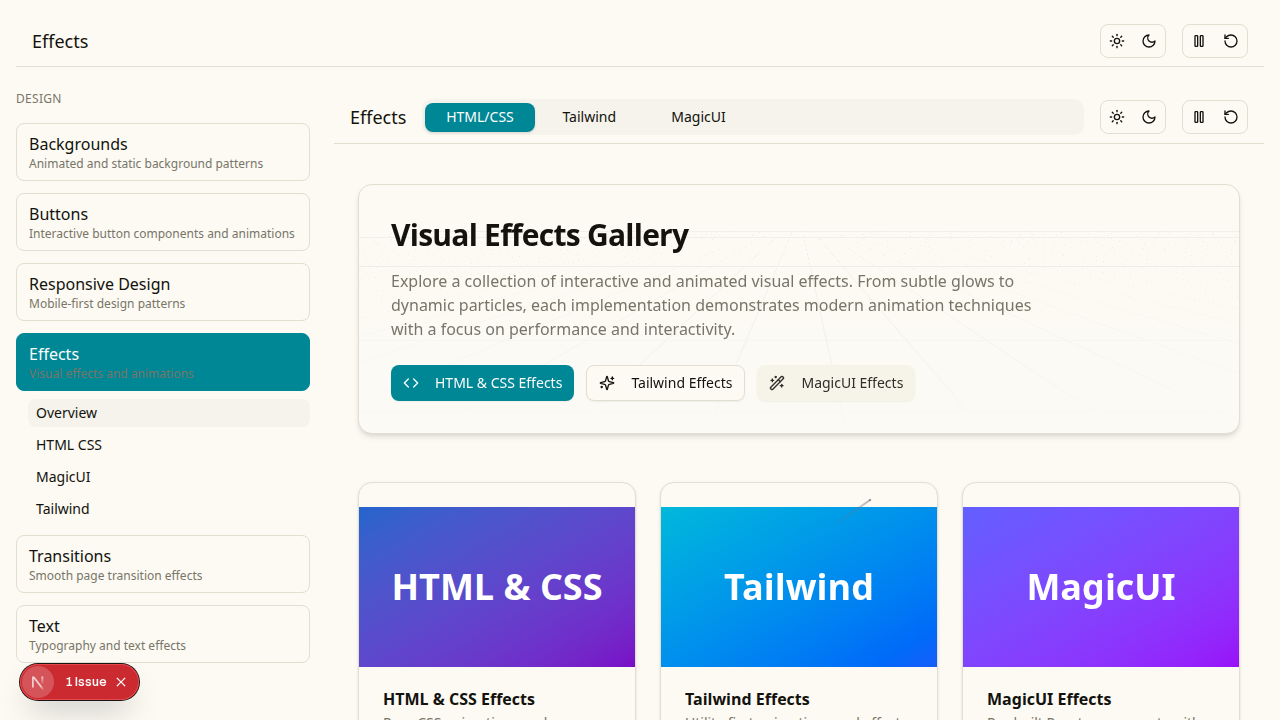 Effects
DESIGN
Backgrounds
Animated and static background patterns
Buttons
Interactive button components and animations
Responsive Design
Mobile-first design patterns
Effects
Visual effects and animations
Overview
HTML CSS
MagicUI
Tailwind
Transitions
Smooth page transition effects
Text
Typography and text effects
1 Issue
Effects
HTML/CSS
Tailwind
MagicUI
Visual Effects Gallery
Explore a collection of interactive and animated visual effects. From subtle glows to
dynamic particles, each implementation demonstrates modern animation techniques
with a focus on performance and interactivity.
HTML & CSS Effects
Tailwind Effects
MagicUI Effects
HTML & CSS
HTML & CSS Effects
Tailwind
Tailwind Effects
MagicUI
MagicUI Effects